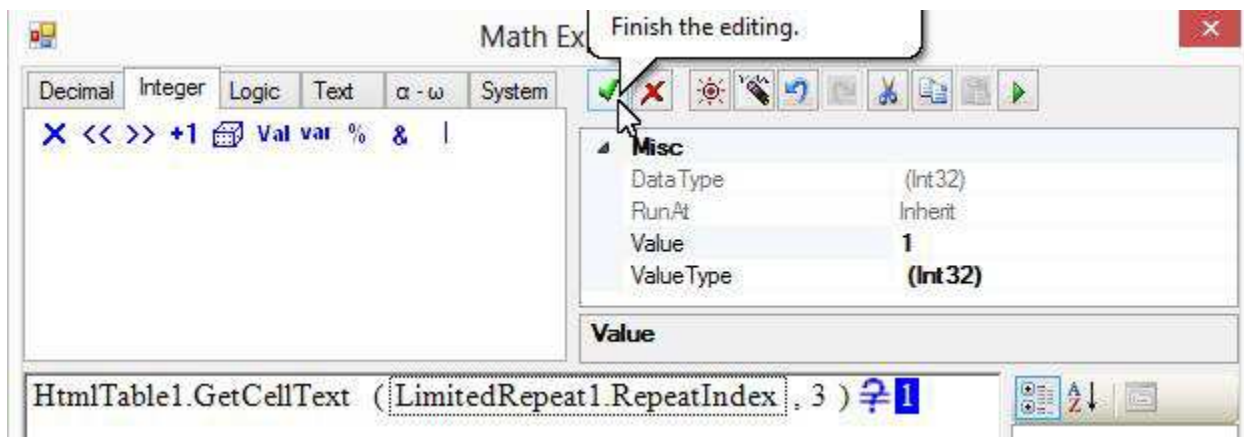 Math Ex
Finish the editing.
Decimal Integer Logic Text α - ω System
X << >> +1 Val var % & |
Misc
DataType (Int32)
RunAt Inherit
Value 1
ValueType (Int32)
Value
HtmlTable1.GetCellText ( LimitedRepeat1.RepeatIndex , 3 ) ? 1
A
Z